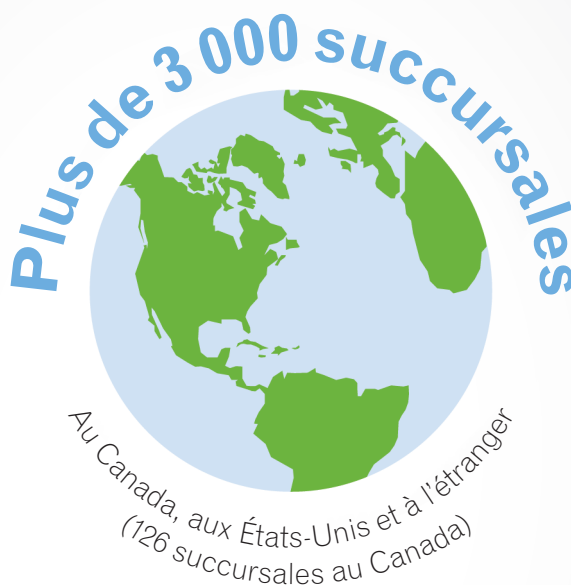 Plus de 3 000 succursales
Au Canada, aux États-Unis et à l'étranger
(126 succursales au Canada)